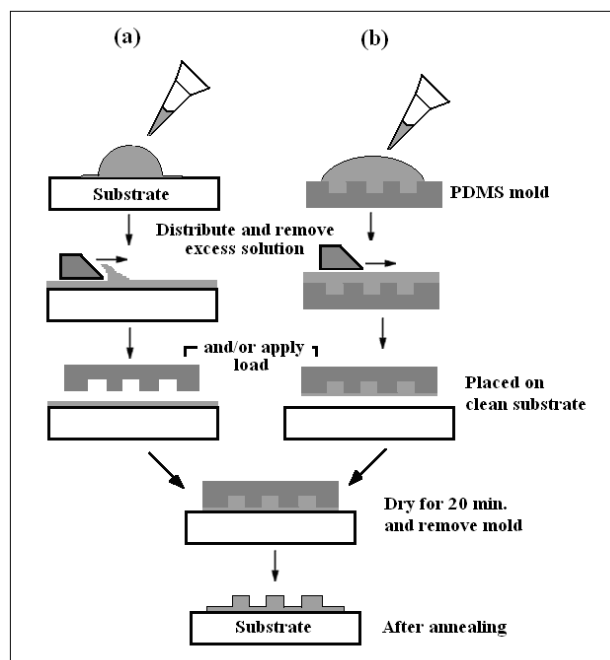 (a)
(b)
Substrate
PDMS mold
Distribute and remove
excess solution
and/or apply
load
Placed on
clean substrate
Dry for 20 min.
and remove mold
Substrate
After annealing